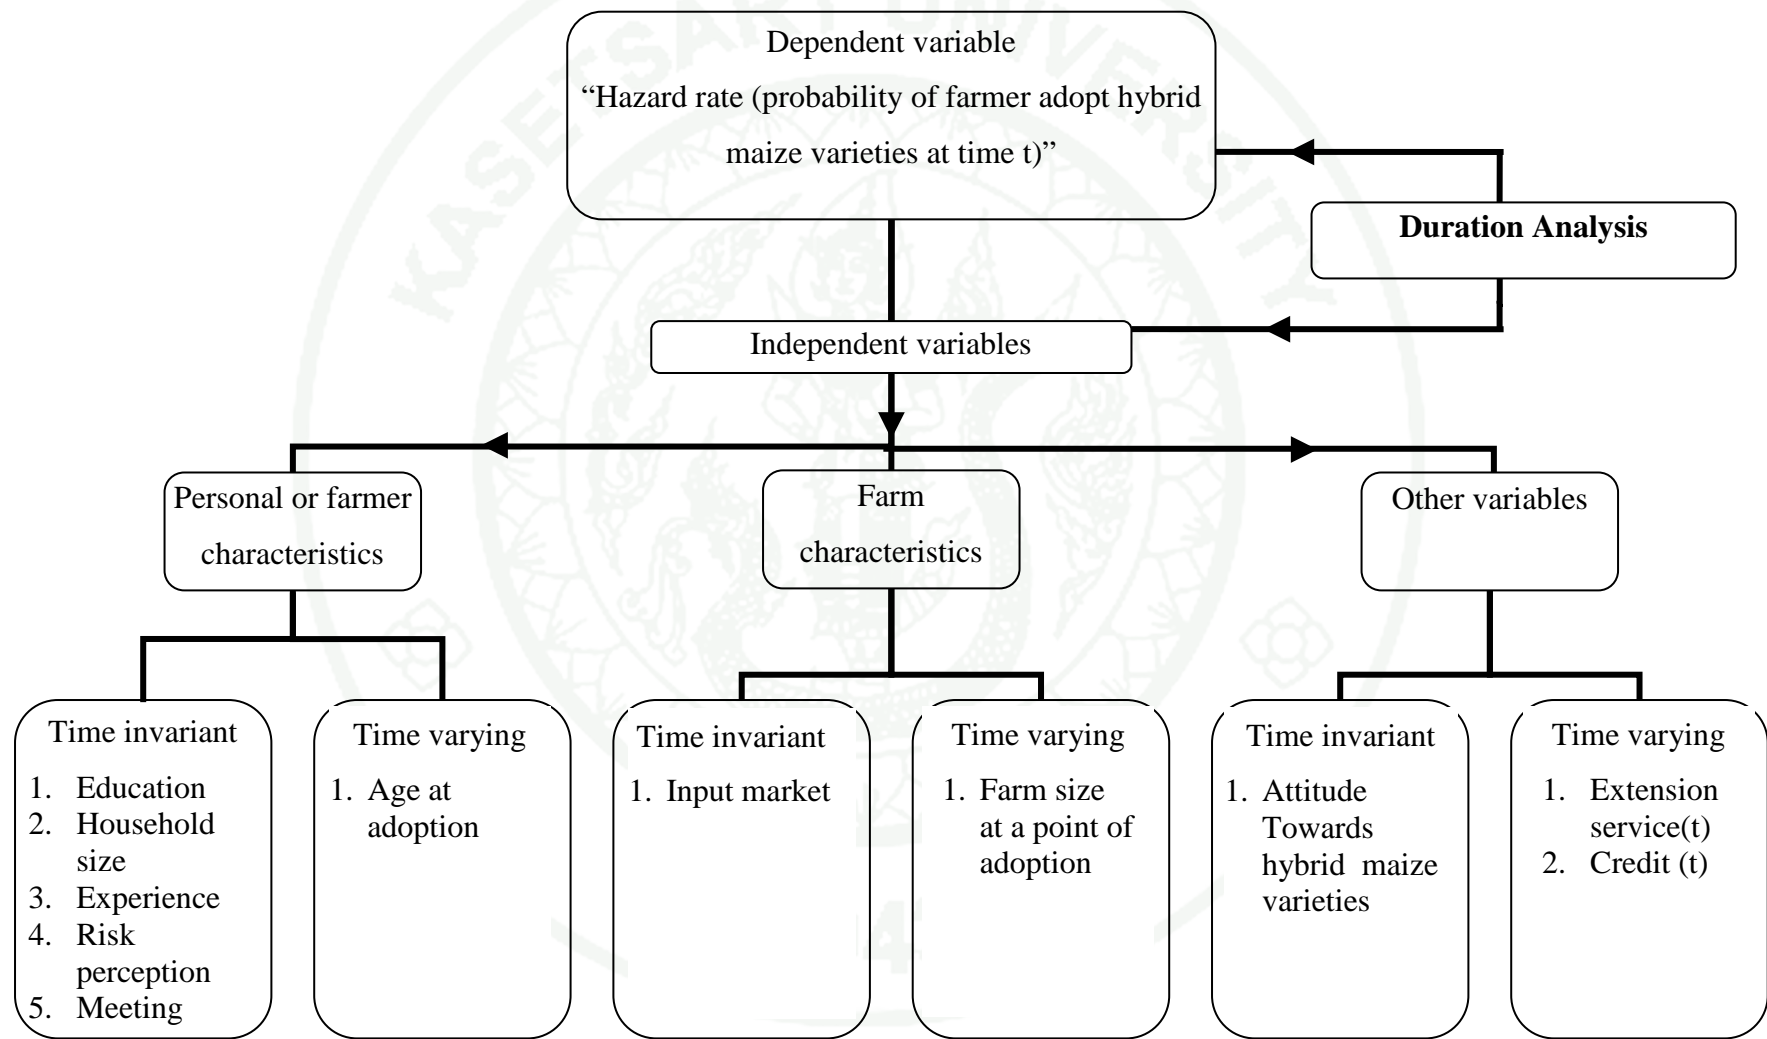 KASETSART UNIVERSITY
Dependent variable
“Hazard rate (probability of farmer adopt hybrid
maize varieties at time t)”
Duration Analysis
Independent variables
Personal or farmer
characteristics
Farm
characteristics
Other variables
Time invariant
1. Education
2. Household
size
3. Experience
4. Risk
perception
5. Meeting
Time varying
1. Age at
adoption
Time invariant
1. Input market
Time varying
1. Farm size
at a point of
adoption
Time invariant
1. Attitude
Towards
hybrid maize
varieties
Time varying
1. Extension
service(t)
2. Credit (t)